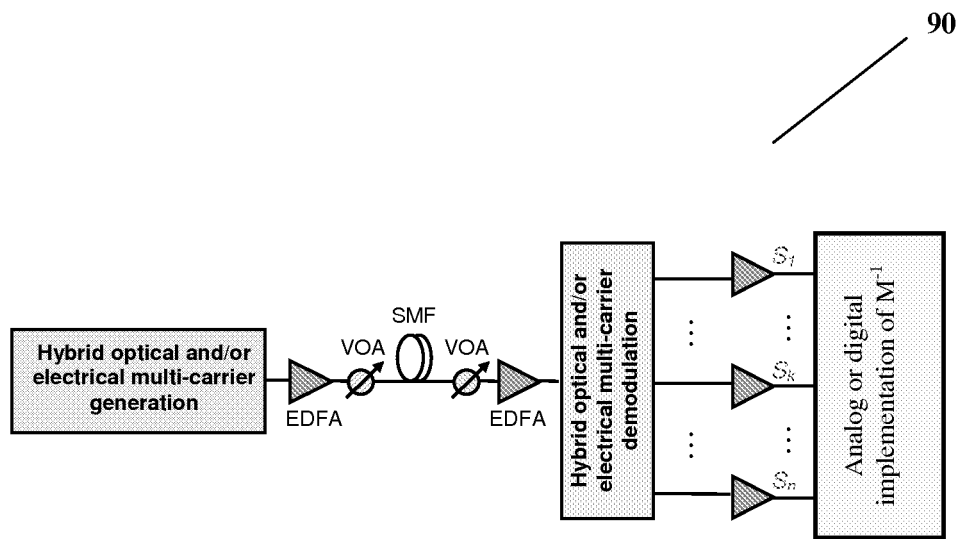 90
Hybrid optical and/or
electrical multi-carrier
generation
EDFA
VOA
SMF
VOA
EDFA
Hybrid optical and/or
electrical multi-carrier
demodulation
S1
Sk
Sn
Analog or digital
implementation of M⁻¹